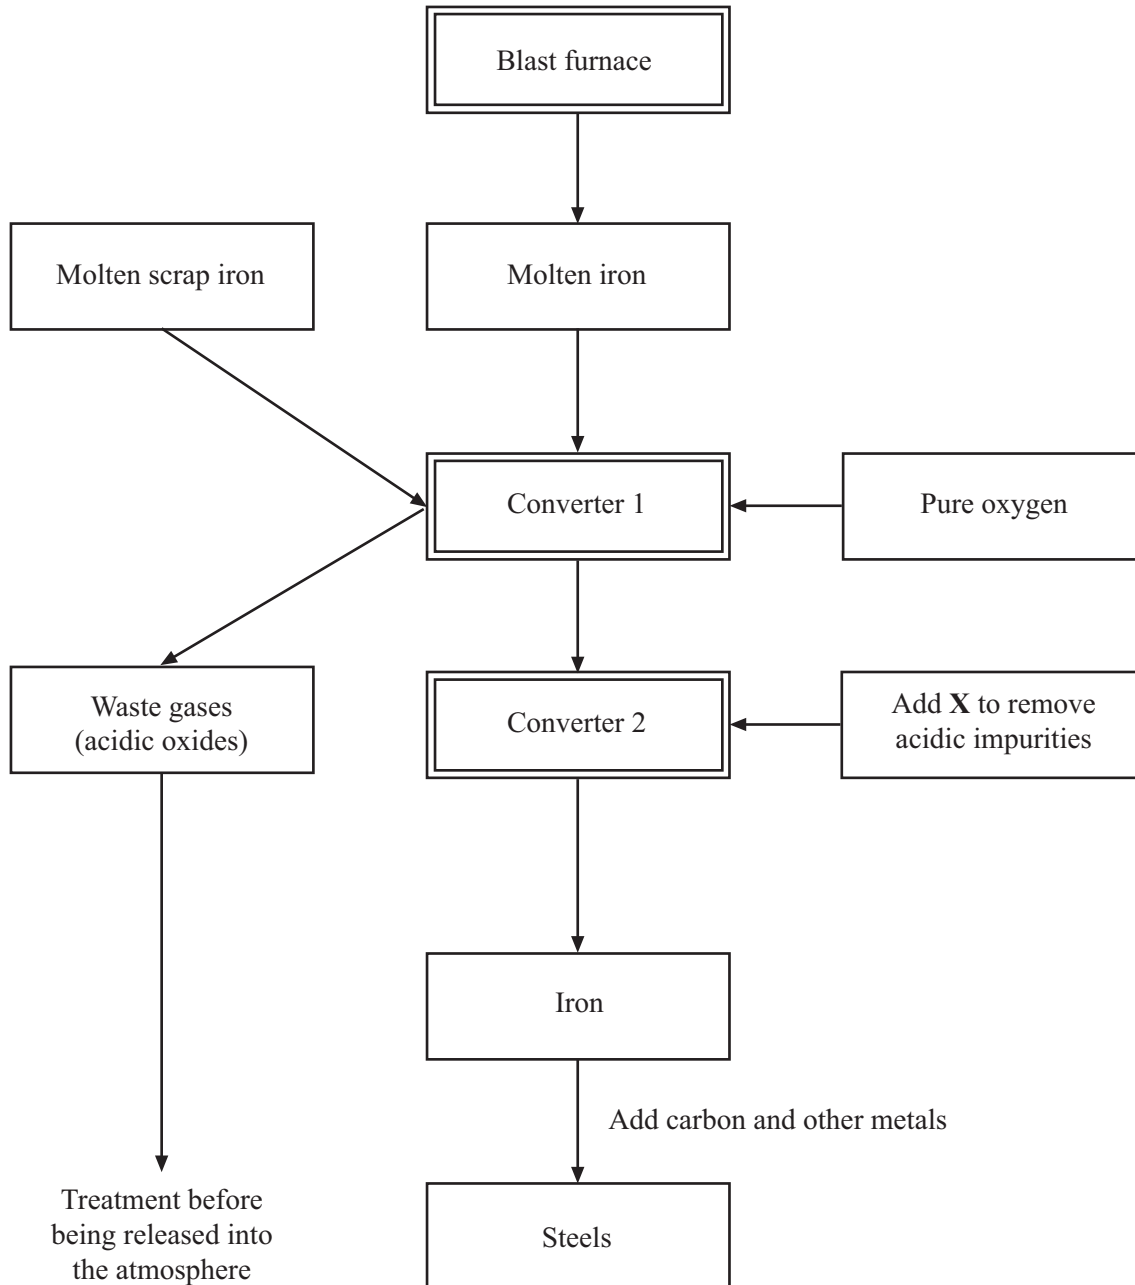 Blast furnace
Molten scrap iron
Molten iron
Converter 1
Pure oxygen
Waste gases
(acidic oxides)
Converter 2
Add X to remove
acidic impurities
Iron
Add carbon and other metals
Treatment before
being released into
the atmosphere
Steels